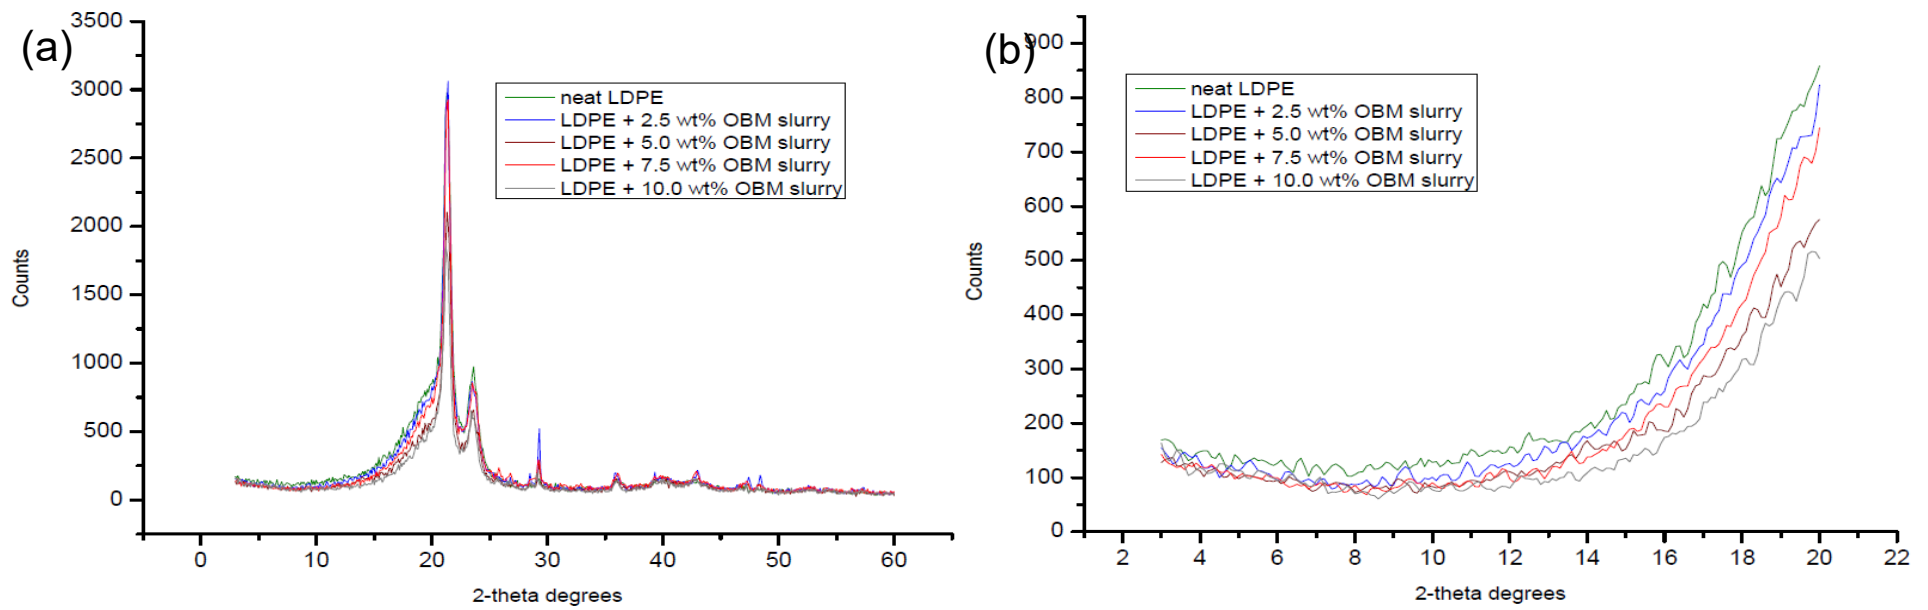 (a)
3500
3000
2500
2000
1500
1000
500
0
Counts
neat LDPE
LDPE + 2.5 wt% OBM slurry
LDPE + 5.0 wt% OBM slurry
LDPE + 7.5 wt% OBM slurry
LDPE + 10.0 wt% OBM slurry
0 10 20 30 40 50 60
2-theta degrees
(b)
900
800
700
600
500
400
300
200
100
0
Counts
neat LDPE
LDPE + 2.5 wt% OBM slurry
LDPE + 5.0 wt% OBM slurry
LDPE + 7.5 wt% OBM slurry
LDPE + 10.0 wt% OBM slurry
2 4 6 8 10 12 14 16 18 20 22
2-theta degrees